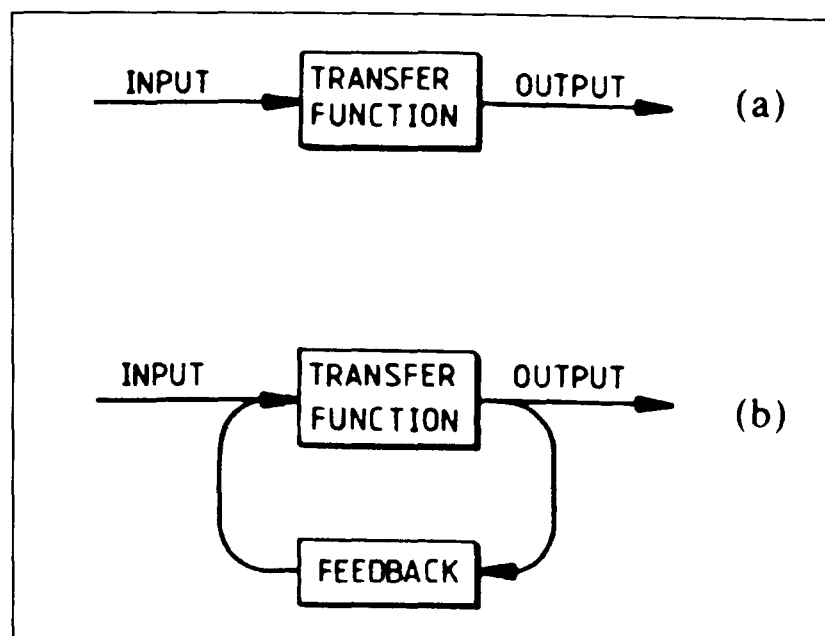 INPUT
TRANSFER
FUNCTION
OUTPUT
(a)
INPUT
TRANSFER
FUNCTION
OUTPUT
(b)
FEEDBACK